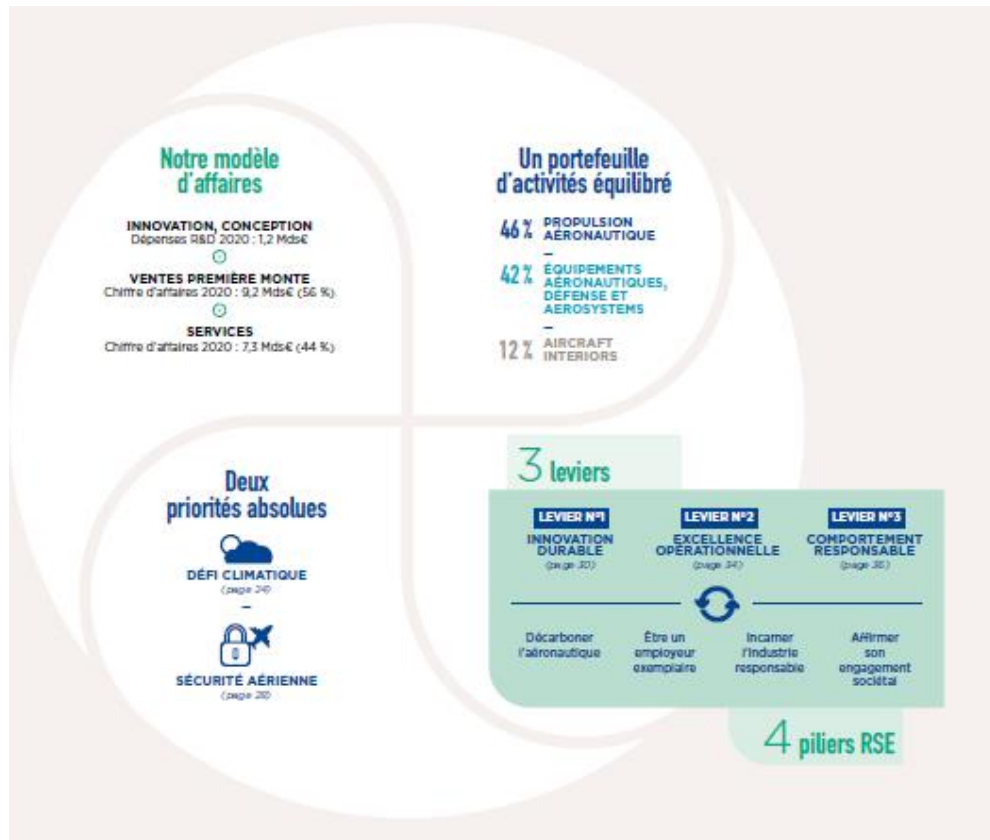 Notre modèle
d'affaires
INNOVATION, CONCEPTION
Dépenses R&D 2020 : 1,2 Mds€
VENTES PREMIÈRE MONTE
Chiffre d'affaires 2020 : 9,2 Mds€ (56 %)
SERVICES
Chiffre d'affaires 2020 : 7,3 Mds€ (44 %)
Un portefeuille
d'activités équilibré
46 % PROPULSION
AÉRONAUTIQUE
42 % ÉQUIPEMENTS
AÉRONAUTIQUES,
DÉFENSE ET
AEROSYSTEMS
12 % AIRCRAFT
INTERIORS
Deux
priorités absolues
DÉFI CLIMATIQUE
(page 24)
SÉCURITÉ AÉRIENNE
(page 28)
3 leviers
LEVIER N°1
INNOVATION
DURABLE
(page 30)
LEVIER N°2
EXCELLENCE
OPÉRATIONNELLE
(page 34)
LEVIER N°3
COMPORTEMENT
RESPONSABLE
(page 36)
Décarboner
l'aéronautique
Être un
employeur
exemplaire
Incarner
l'industrie
responsable
Affirmer
son
engagement
sociétal
4 piliers RSE